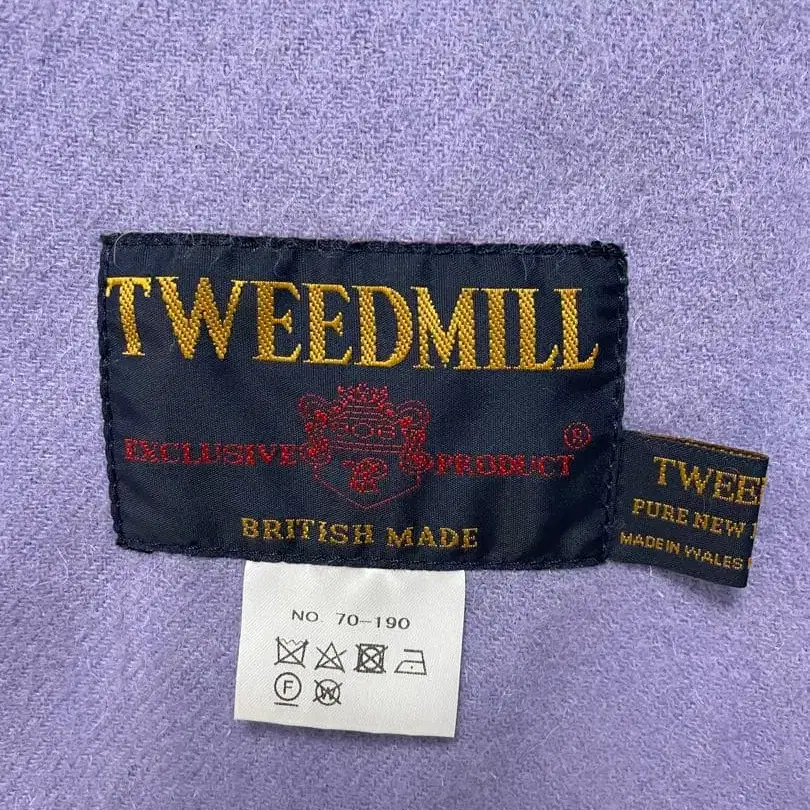 TWEEDMILL
EXCLUSIVE PRODUCT ®
BRITISH MADE
TWEE
PURE NEW
MADE IN WALES
NO. 70-190
F W